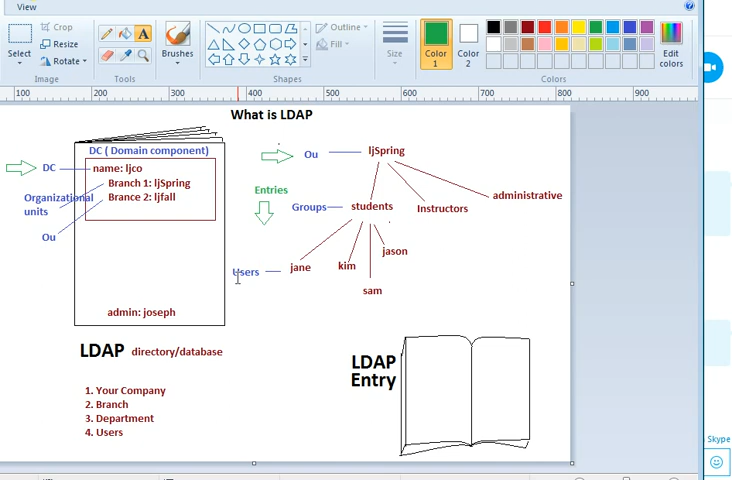 View
Crop
Resize
Rotate
Select
Image
Tools
Brushes
Shapes
Outline
Fill
Size
Color
1
Color
2
Edit
colors
Colors
100 200 300 400 500 600 700 800 900
What is LDAP
DC ( Domain component)
DC
name: ljco
Branch 1: ljSpring
Brance 2: ljfall
Organizational
units
Ou
admin: joseph
LDAP directory/database
1. Your Company
2. Branch
3. Department
4. Users
Ou
ljSpring
Entries
Groups
students
Instructors
administrative
Users
jane
kim
jason
sam
LDAP
Entry
Skype